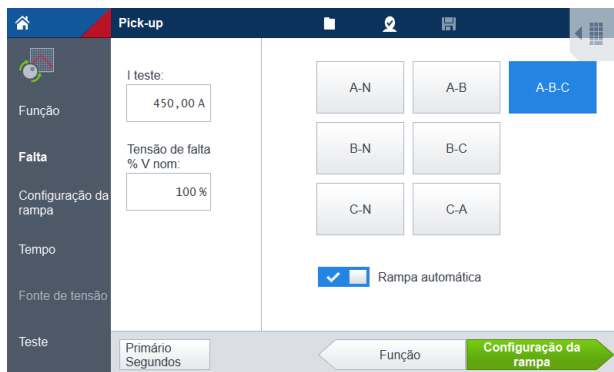 Pick-up
Função
Falta
Configuração da
rampa
Tempo
Fonte de tensão
Teste
I teste:
450,00 A
Tensão de falta
% V nom:
100 %
A-N
A-B
A-B-C
B-N
B-C
C-N
C-A
Rampa automática
Primário
Segundos
Função
Configuração da
rampa